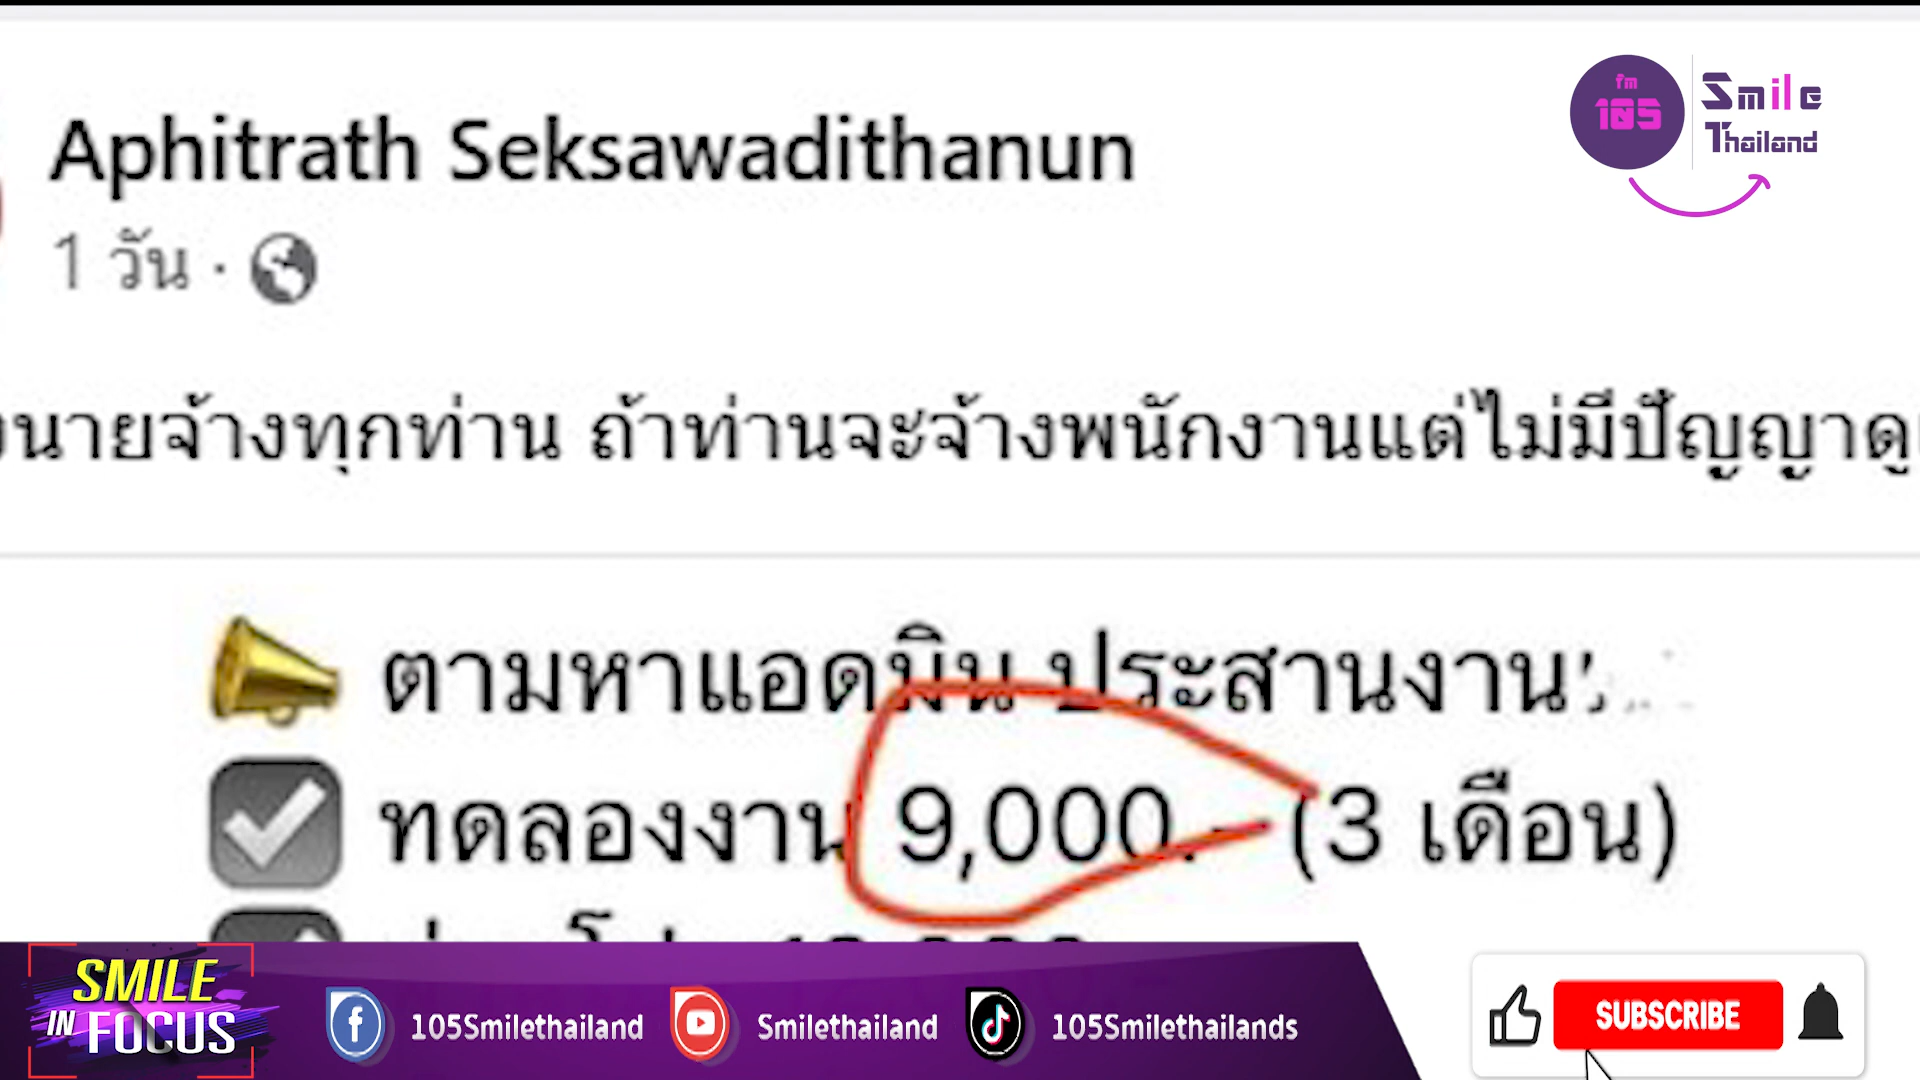 Aphitrath Seksawadithanun
1 วัน ·
นายจ้างทุกท่าน ถ้าท่านจะจ้างพนักงานแต่ไม่มีปัญญาดู
ตามหาแอดมิน ประสานงาน
ทดลองงาน 9,000.- (3 เดือน)
fm
105
Smile
Thailand
SMILE
IN FOCUS
105Smilethailand
Smilethailand
105Smilethailands
SUBSCRIBE